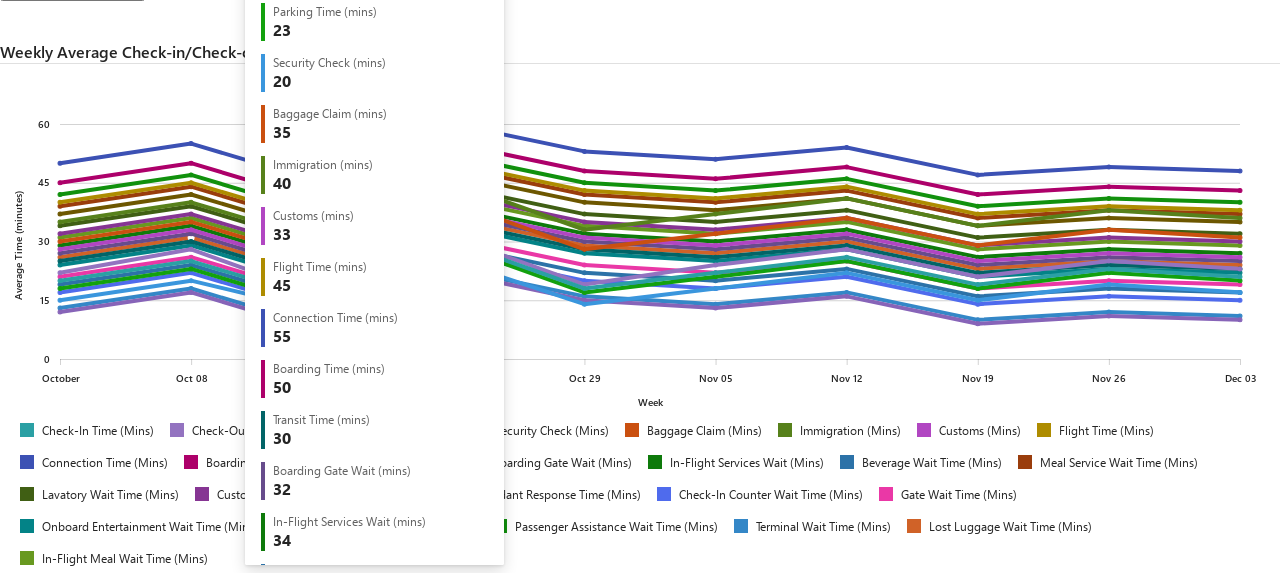 Parking Time (mins)
23
Weekly Average Check-in/Check-
Security Check (mins)
20
Baggage Claim (mins)
35
Immigration (mins)
40
Customs (mins)
33
Flight Time (mins)
45
Connection Time (mins)
55
Boarding Time (mins)
50
Transit Time (mins)
30
Boarding Gate Wait (mins)
32
In-Flight Services Wait (mins)
34
Average Time (minutes)
60
45
30
15
0
October Oct 08 Oct 29 Nov 05 Nov 12 Nov 19 Nov 26 Dec 03
Week
Check-In Time (Mins) Check-Ou ecurity Check (Mins) Baggage Claim (Mins) Immigration (Mins) Customs (Mins) Flight Time (Mins)
Connection Time (Mins) Boardin oarding Gate Wait (Mins) In-Flight Services Wait (Mins) Beverage Wait Time (Mins) Meal Service Wait Time (Mins)
Lavatory Wait Time (Mins) Custo lant Response Time (Mins) Check-In Counter Wait Time (Mins) Gate Wait Time (Mins)
Onboard Entertainment Wait Time (Mi Passenger Assistance Wait Time (Mins) Terminal Wait Time (Mins) Lost Luggage Wait Time (Mins)
In-Flight Meal Wait Time (Mins)